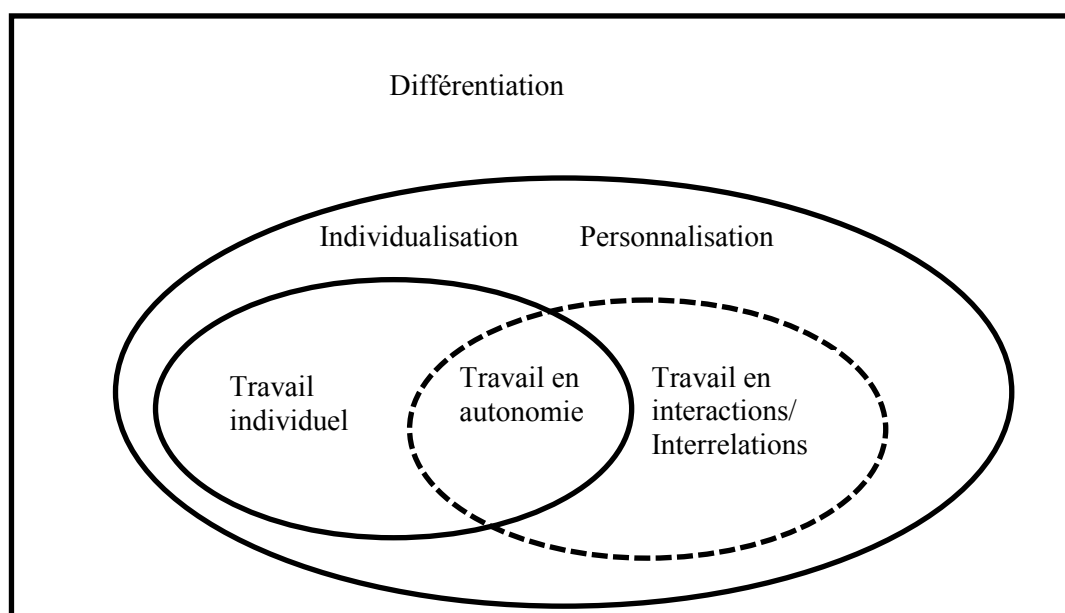 Différentiation
Individualisation Personnalisation
Travail
individuel
Travail en
autonomie
Travail en
interactions/
Interrelations